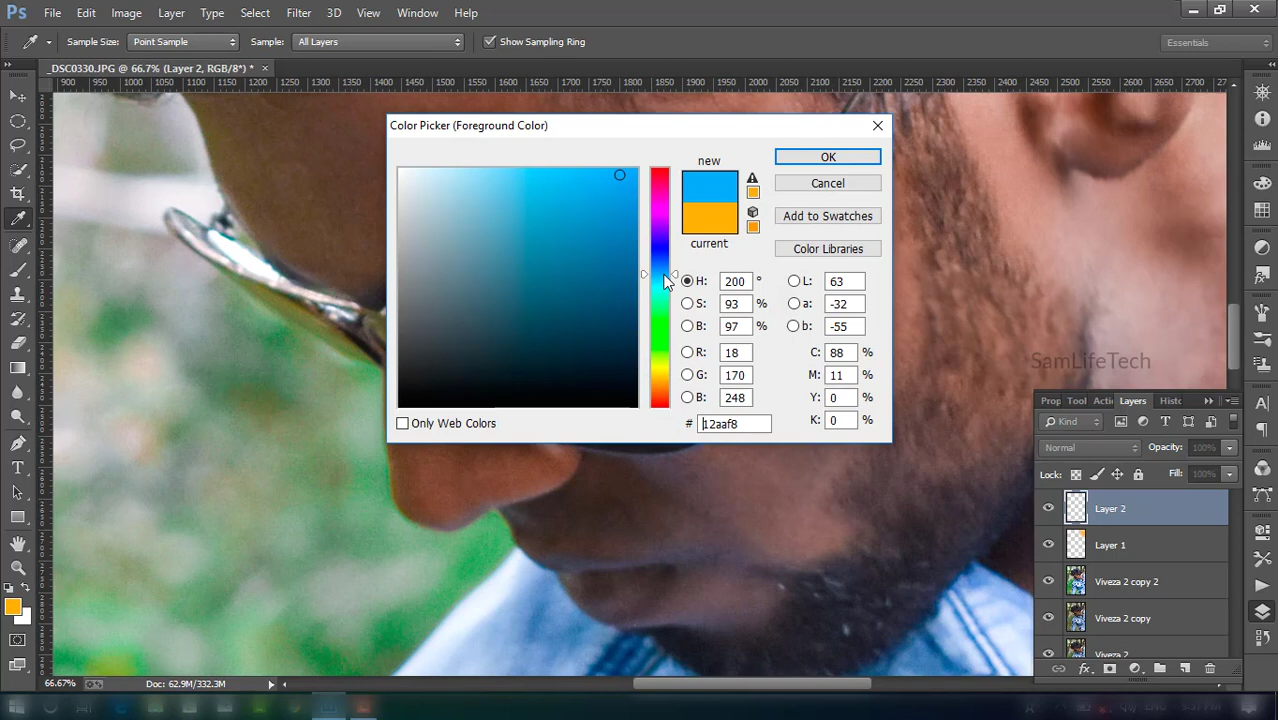 Ps File Edit Image Layer Type Select Filter 3D View Window Help
Sample Size: Point Sample Sample: All Layers Show Sampling Ring Essentials
_DSC0330.JPG @ 66.7% (Layer 2, RGB/8*) *
900 950 1000 1050 1100 1150 1200 1250 1300 1350 1400 1450 1500 1550 1600 1650 1700 1750 1800 1850 1900 1950 2000 2050 2100 2150 2200 2250 2300 2350 2400 2450 2500 2550 2600 2650 2700
Color Picker (Foreground Color)
new
current
OK
Cancel
Add to Swatches
Color Libraries
H: 200 °
S: 93 %
B: 97 %
R: 18
G: 170
B: 248
# 12aaf8
L: 63
a: -32
b: -55
C: 88 %
M: 11 %
Y: 0 %
K: 0 %
Only Web Colors
SamLifeTech
Prop Tool Acti Layers Histo
Kind
Normal Opacity: 100%
Lock: Fill: 100%
Layer 2
Layer 1
Viveza 2 copy 2
Viveza 2 copy
Viveza 2
66.67% Doc: 62.9M/332.3M